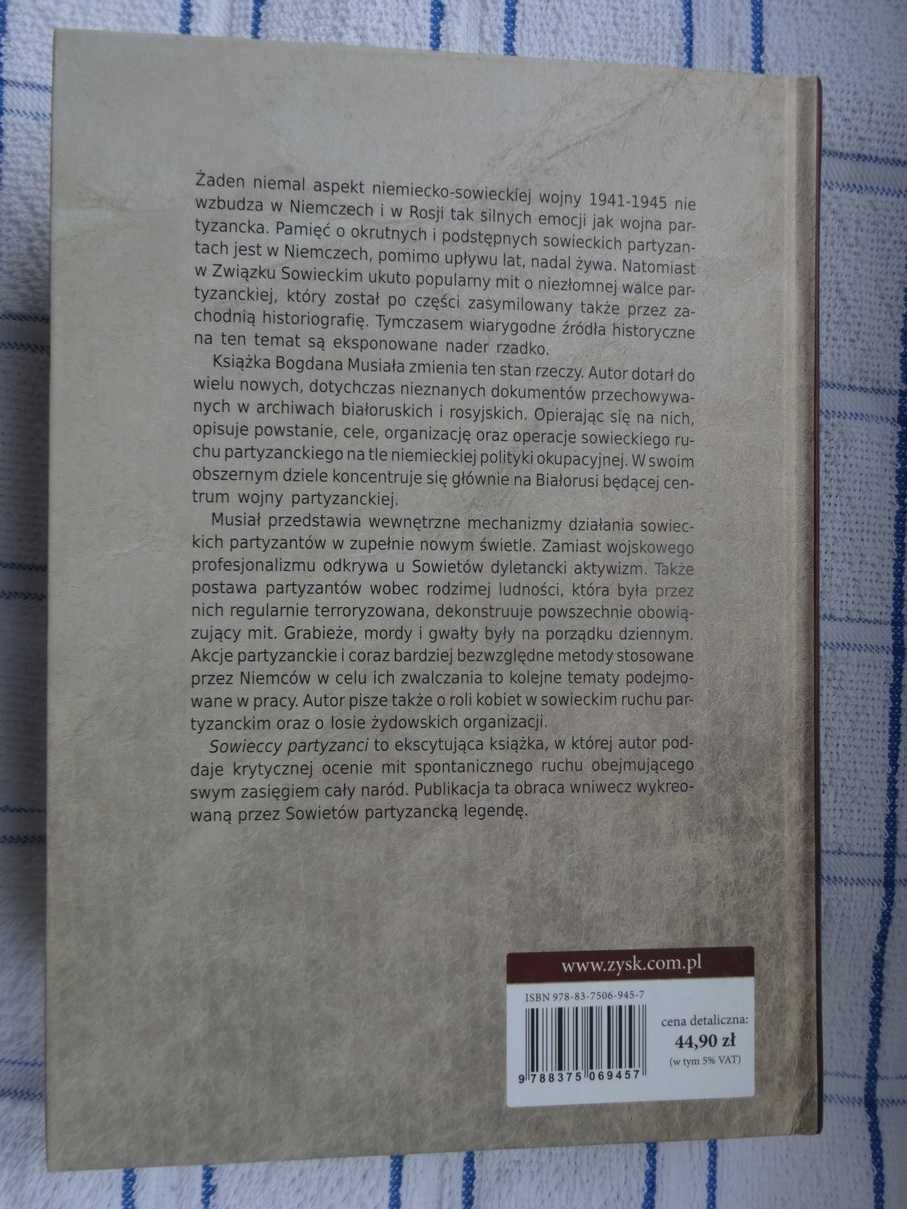 Żaden niemal aspekt niemiecko-sowieckiej wojny 1941-1945 nie
wzbudza w Niemczech i w Rosji tak silnych emocji jak wojna par-
tyzancka. Pamięć o okrutnych i podstępnych sowieckich partyzan-
tach jest w Niemczech, pomimo upływu lat, nadal żywa. Natomiast
w Związku Sowieckim ukuto popularny mit o niezłomnej walce par-
tyzanckiej, który został po części zasymilowany także przez za-
chodnią historiografię. Tymczasem wiarygodne źródła historyczne
na ten temat są eksponowane nader rzadko.
Książka Bogdana Musiała zmienia ten stan rzeczy. Autor dotarł do
wielu nowych, dotychczas nieznanych dokumentów przechowywa-
nych w archiwach białoruskich i rosyjskich. Opierając się na nich,
opisuje powstanie, cele, organizację oraz operacje sowieckiego ru-
chu partyzanckiego na tle niemieckiej polityki okupacyjnej. W swoim
obszernym dziele koncentruje się głównie na Białorusi będącej cen-
trum wojny partyzanckiej.
Musiał przedstawia wewnętrzne mechanizmy działania sowiec-
kich partyzantów w zupełnie nowym świetle. Zamiast wojskowego
profesjonalizmu odkrywa u Sowietów dyletancki aktywizm. Także
postawa partyzantów wobec rodzimej ludności, która była przez
nich regularnie terroryzowana, dekonstruuje powszechnie obowią-
zujący mit. Grabieże, mordy i gwałty były na porządku dziennym.
Akcje partyzanckie i coraz bardziej bezwzględne metody stosowane
przez Niemców w celu ich zwalczania to kolejne tematy podejmo-
wane w pracy. Autor pisze także o roli kobiet w sowieckim ruchu par-
tyzanckim oraz o losie żydowskich organizacji.
Sowieccy partyzanci to ekscytująca książka, w której autor pod-
daje krytycznej ocenie mit spontanicznego ruchu obejmującego
swym zasięgiem cały naród. Publikacja ta obraca wniwecz wykreo-
waną przez Sowietów partyzancką legendę.
www.zysk.com.pl
ISBN 978-83-7506-945-7
cena detaliczna:
44,90 zł
(w tym 5% VAT)
9 788375 069457